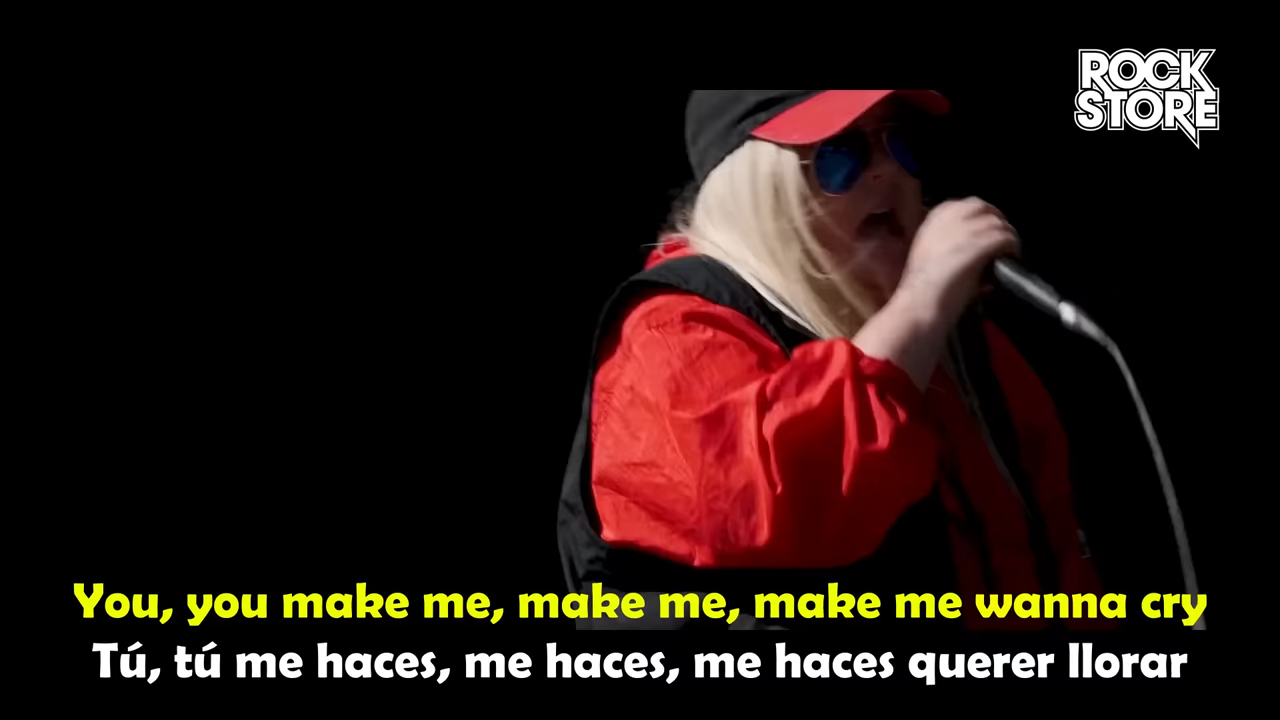 ROCK
STORE
You, you make me, make me, make me wanna cry
Tú, tú me haces, me haces, me haces querer llorar